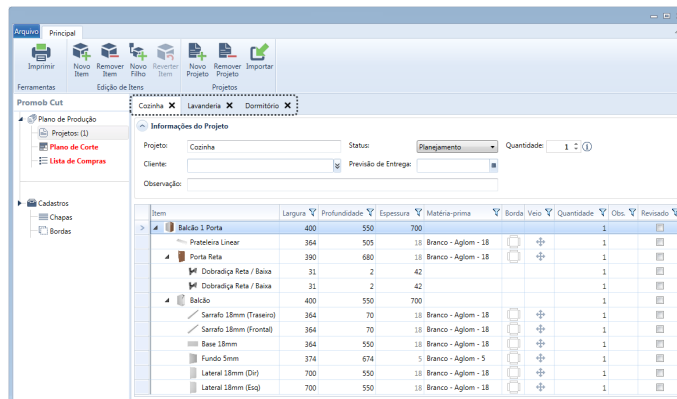 Arquivo Principal
Imprimir Novo Item Remover Item Novo Filho Reverter Item Novo Projeto Remover Projeto Importar
Ferramentas Edição de Itens Projetos
Promob Cut
Plano de Produção
Projetos: (1)
Plano de Corte
Lista de Compras
Cadastros
Chapas
Bordas
Cozinha Lavanderia Dormitório
Informações do Projeto
Projeto: Cozinha Status: Planejamento Quantidade: 1
Cliente: Previsão de Entrega:
Observação:
Item Largura Profundidade Espessura Matéria-prima Borda Veio Quantidade Obs. Revisado
Balcão 1 Porta 400 550 700 1
Prateleira Linear 364 505 18 Branco - Aglom - 18 1
Porta Reta 390 680 18 Branco - Aglom - 18 1
Dobradiça Reta / Baixa 31 2 42 1
Dobradiça Reta / Baixa 31 2 42 1
Balcão 400 550 700 1
Sarrafo 18mm (Traseiro) 364 70 18 Branco - Aglom - 18 1
Sarrafo 18mm (Frontal) 364 70 18 Branco - Aglom - 18 1
Base 18mm 364 550 18 Branco - Aglom - 18 1
Fundo 5mm 374 674 5 Branco - Aglom - 5 1
Lateral 18mm (Dir) 700 550 18 Branco - Aglom - 18 1
Lateral 18mm (Esq) 700 550 18 Branco - Aglom - 18 1